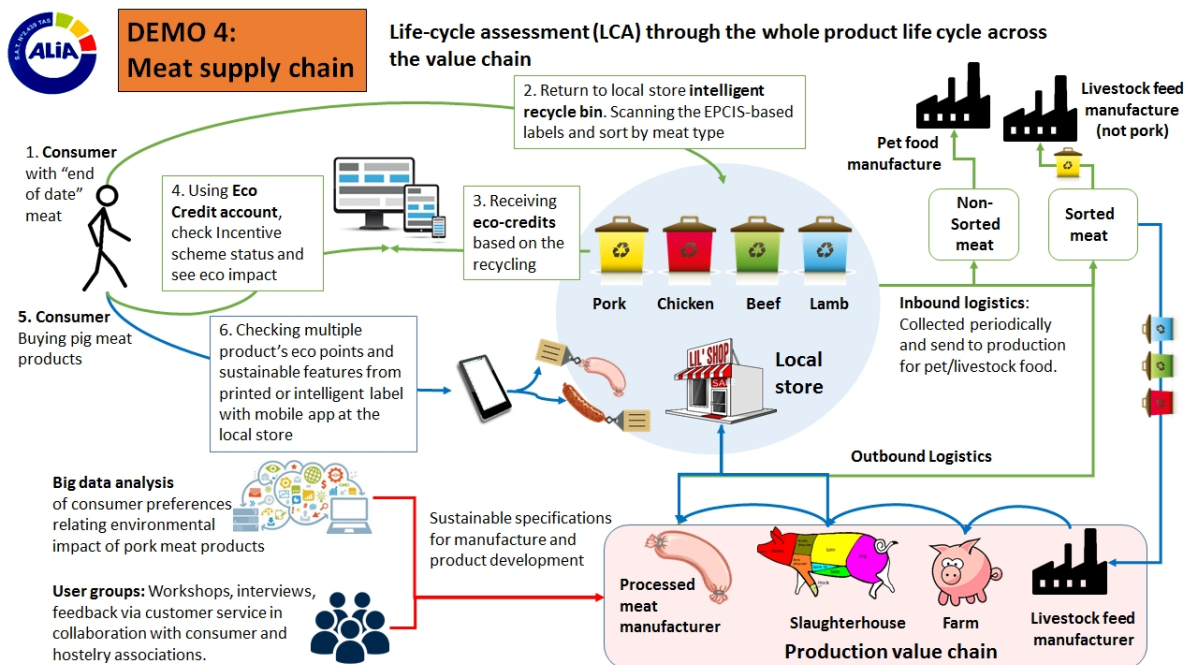 S.A.T. Nº2.439 TAS
ALiA
DEMO 4:
Meat supply chain
Life-cycle assessment (LCA) through the whole product life cycle across
the value chain
2. Return to local store intelligent
recycle bin. Scanning the EPCIS-based
labels and sort by meat type
Livestock feed
manufacture
(not pork)
Pet food
manufacture
1. Consumer
with "end
of date"
meat
4. Using Eco
Credit account,
check Incentive
scheme status and
see eco impact
3. Receiving
eco-credits
based on the
recycling
Non-
Sorted
meat
Sorted
meat
Pork
Chicken
Beef
Lamb
Inbound logistics:
Collected periodically
and send to production
for pet/livestock food.
5. Consumer
Buying pig meat
products
6. Checking multiple
product's eco points and
sustainable features from
printed or intelligent label
with mobile app at the
local store
LIL' SHOP
Local
store
Outbound Logistics
Big data analysis
of consumer preferences
relating environmental
impact of pork meat products
Sustainable specifications
for manufacture and
product development
User groups: Workshops, interviews,
feedback via customer service in
collaboration with consumer and
hostelry associations.
Processed
meat
manufacturer
Slaughterhouse
Farm
Livestock feed
manufacturer
Production value chain